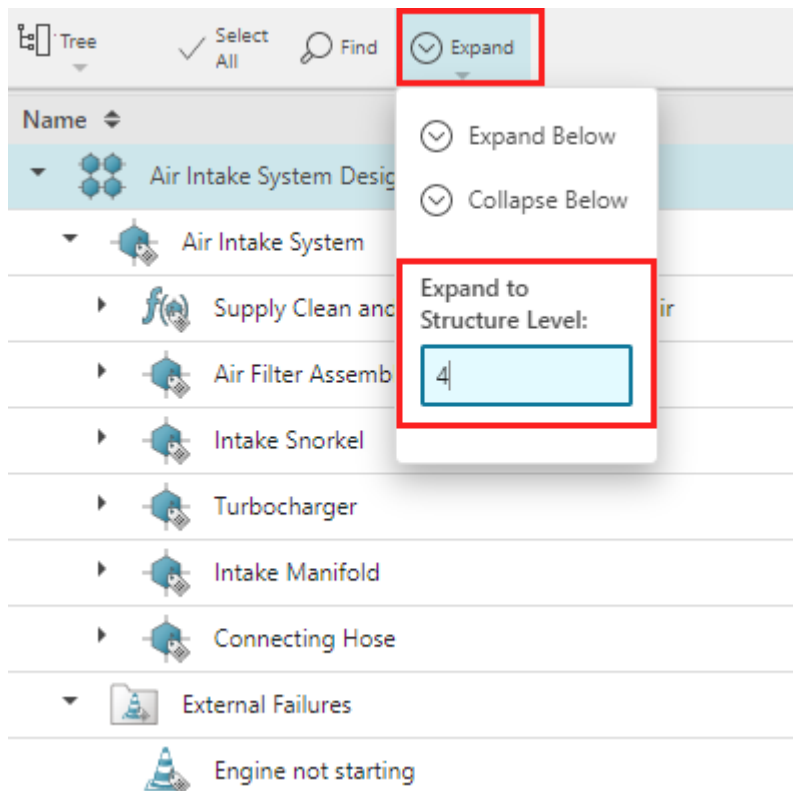 Tree
Select
All
Find
Expand
Name
Expand Below
Air Intake System Desig
Collapse Below
Air Intake System
Expand to
Structure Level:
Supply Clean and
ir
4
Air Filter Assemb
Intake Snorkel
Turbocharger
Intake Manifold
Connecting Hose
External Failures
Engine not starting